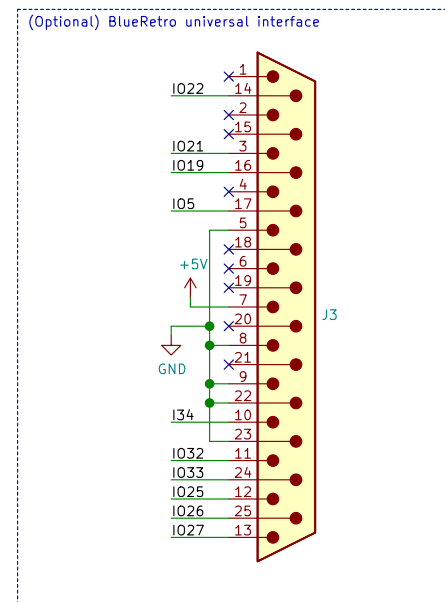 (Optional) BlueRetro universal interface
1
IO22 14
2
15
IO21 3
IO19 16
4
IO5 17
5
18
+5V 6
19
7
J3
20
8
GND 21
9
22
I34 10
23
IO32 11
IO33 24
IO25 12
IO26 25
IO27 13